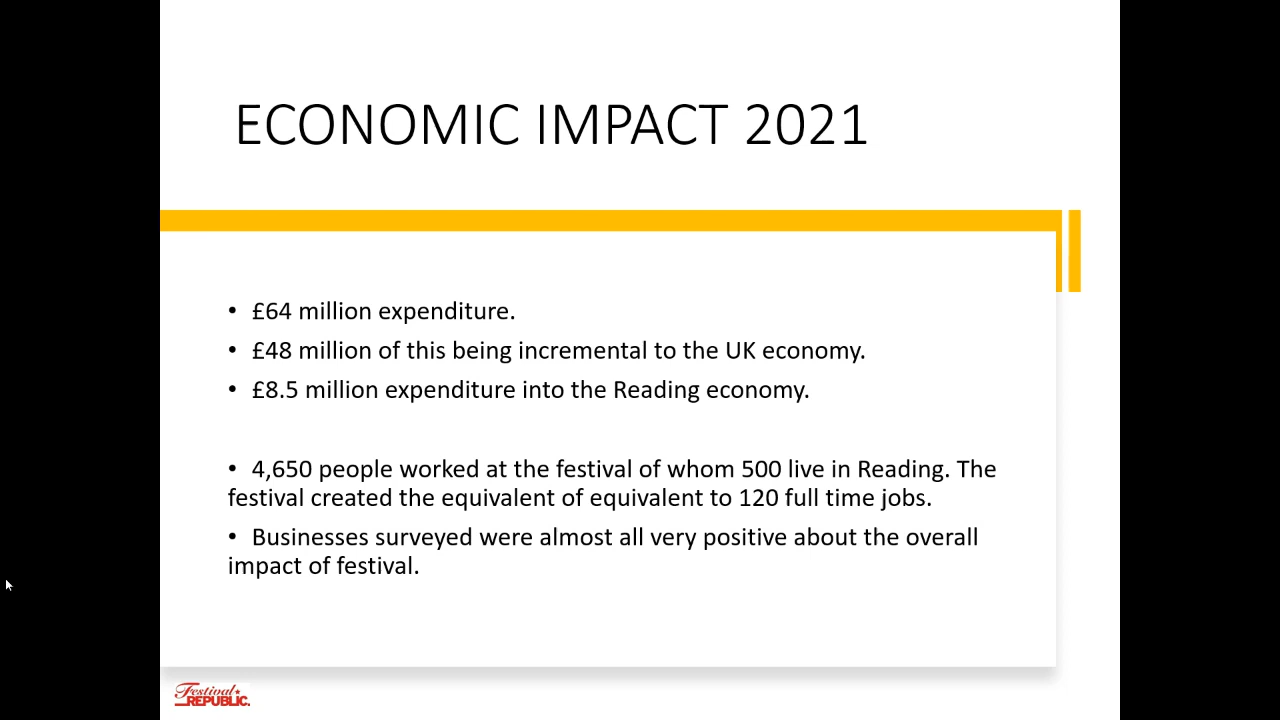 ECONOMIC IMPACT 2021
• £64 million expenditure.
• £48 million of this being incremental to the UK economy.
• £8.5 million expenditure into the Reading economy.
• 4,650 people worked at the festival of whom 500 live in Reading. The
festival created the equivalent of equivalent to 120 full time jobs.
• Businesses surveyed were almost all very positive about the overall
impact of festival.
Festival
REPUBLIC.